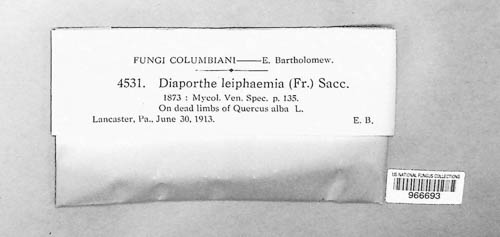 FUNGI COLUMBIANI——E. Bartholomew.
4531. Diaporthe leiphaemia (Fr.) Sacc.
1873 : Mycol. Ven. Spec. p. 135.
On dead limbs of Quercus alba L.
Lancaster, Pa., June 30, 1913. E. B.
US NATIONAL FUNGUS COLLECTIONS
966693